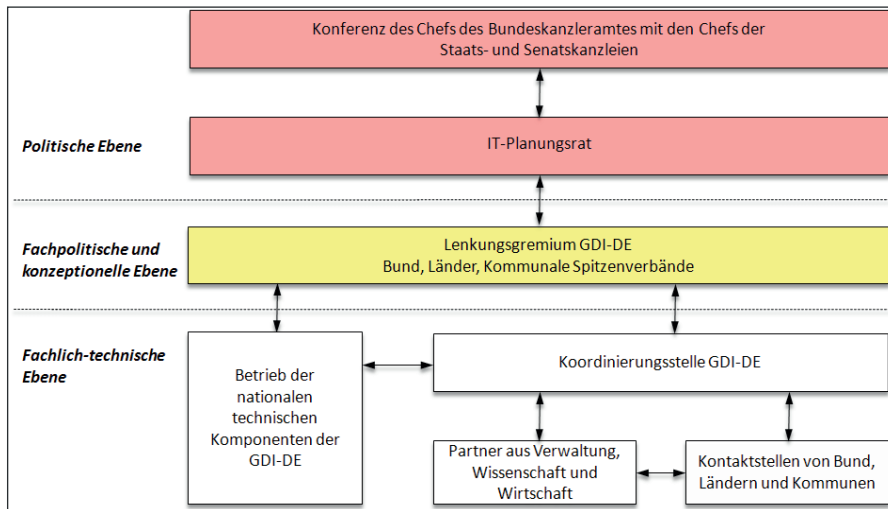 Konferenz des Chefs des Bundeskanzleramtes mit den Chefs der
Staats- und Senatskanzleien
Politische Ebene
IT-Planungsrat
Fachpolitische und
konzeptionelle Ebene
Lenkungsgremium GDI-DE
Bund, Länder, Kommunale Spitzenverbände
Fachlich-technische
Ebene
Betrieb der
nationalen
technischen
Komponenten der
GDI-DE
Koordinierungsstelle GDI-DE
Partner aus Verwaltung,
Wissenschaft und
Wirtschaft
Kontaktstellen von Bund,
Ländern und Kommunen